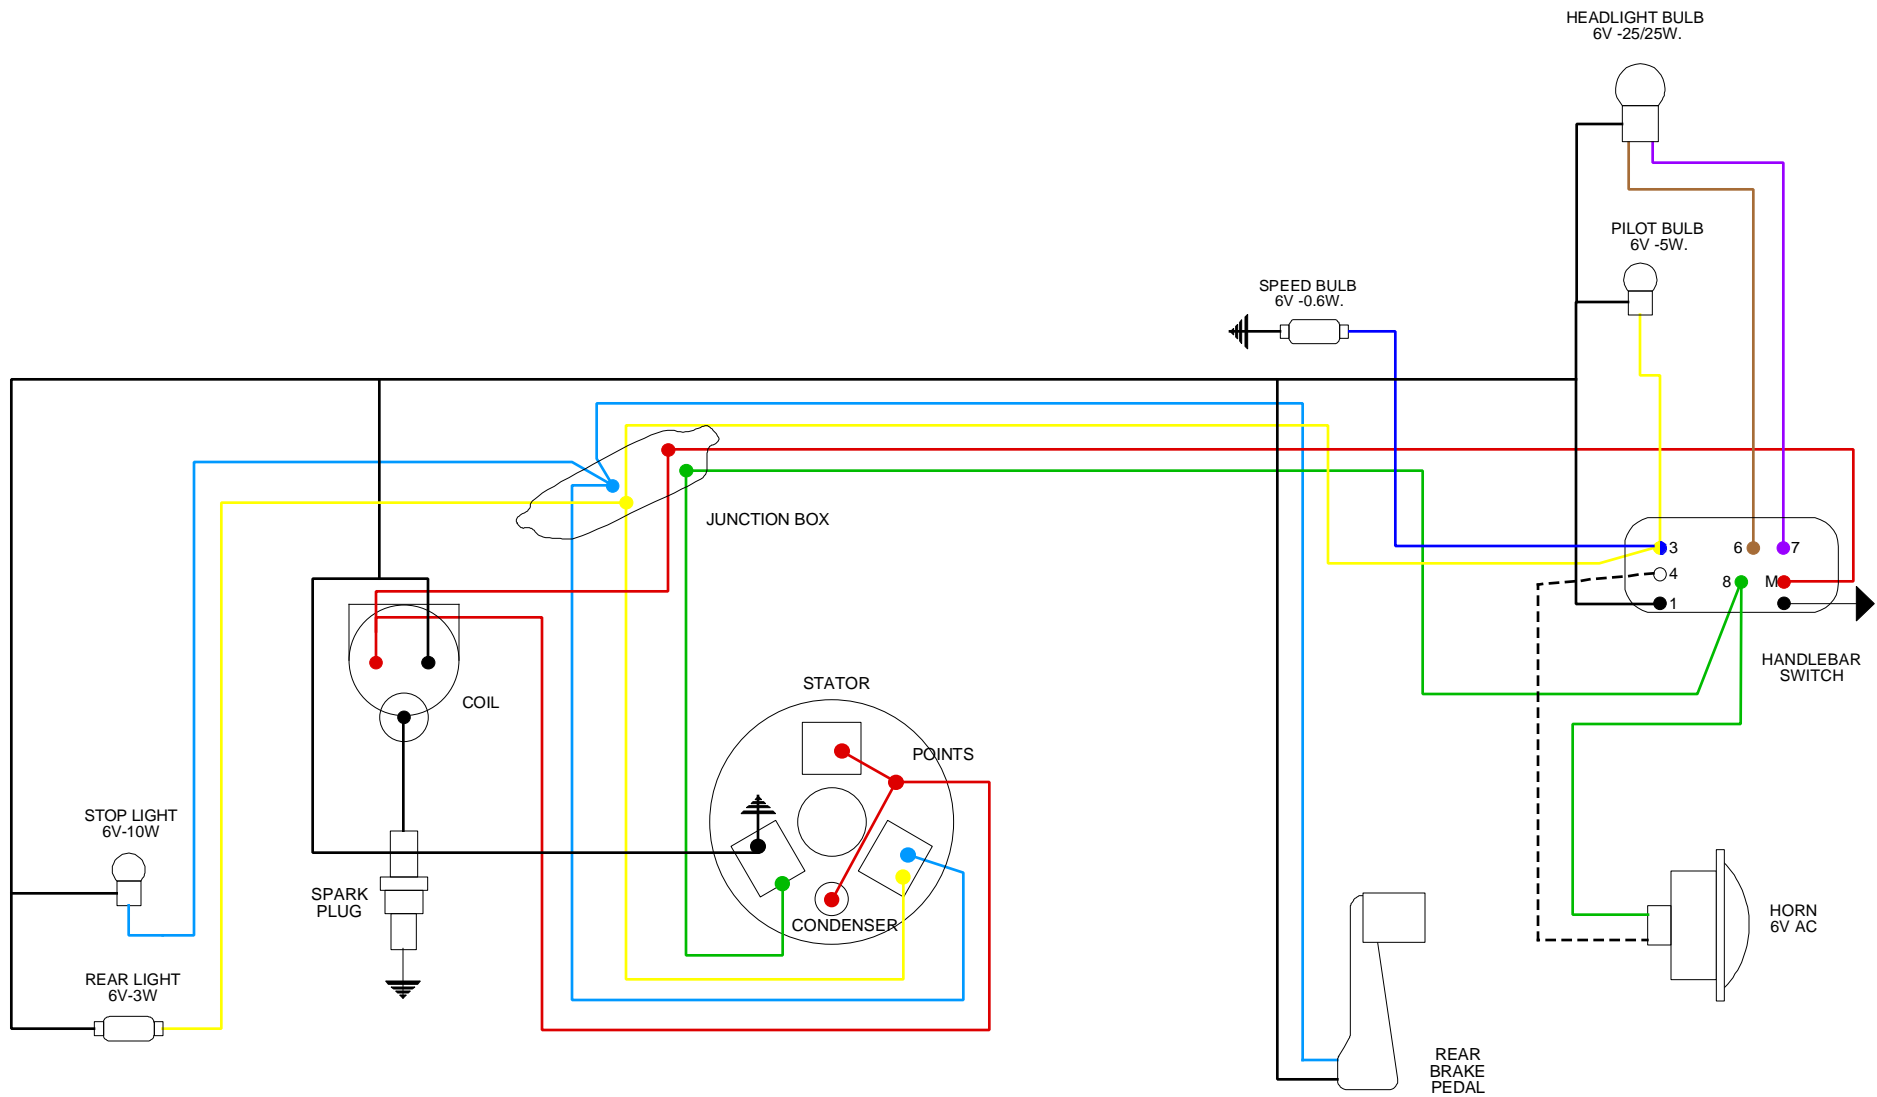 HEADLIGHT BULB
6V -25/25W.
PILOT BULB
6V -5W.
SPEED BULB
6V -0.6W.
JUNCTION BOX
3
6
7
4
8
M
1
HANDLEBAR
SWITCH
STATOR
COIL
POINTS
STOP LIGHT
6V-10W
SPARK
PLUG
CONDENSER
HORN
6V AC
REAR LIGHT
6V-3W
REAR
BRAKE
PEDAL